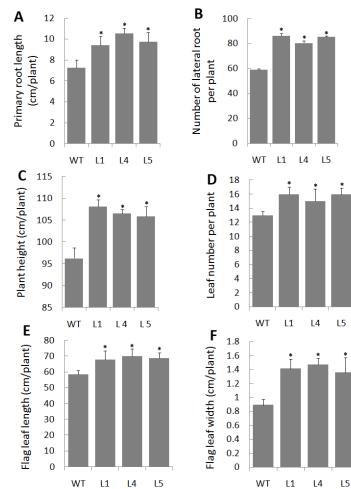 A
Primary root length
(cm/plant)
12
10
8
6
4
2
0
* * *
WT L1 L4 L5
B
Number of lateral root
per plant
100
80
60
40
20
0
* * *
WT L1 L4 L5
C
Plant height (cm/plant)
115
110
105
100
95
90
85
* * *
WT L1 L 4 L 5
D
Leaf number per plant
18
16
14
12
10
8
6
4
2
0
* * *
WT L1 L4 L5
E
Flag leaf length (cm/plant)
80
70
60
50
40
30
20
10
0
* * *
WT L1 L4 L5
F
Flag leaf width (cm/plant)
1.8
1.6
1.4
1.2
1
0.8
0.6
0.4
0.2
0
* * *
WT L1 L4 L5